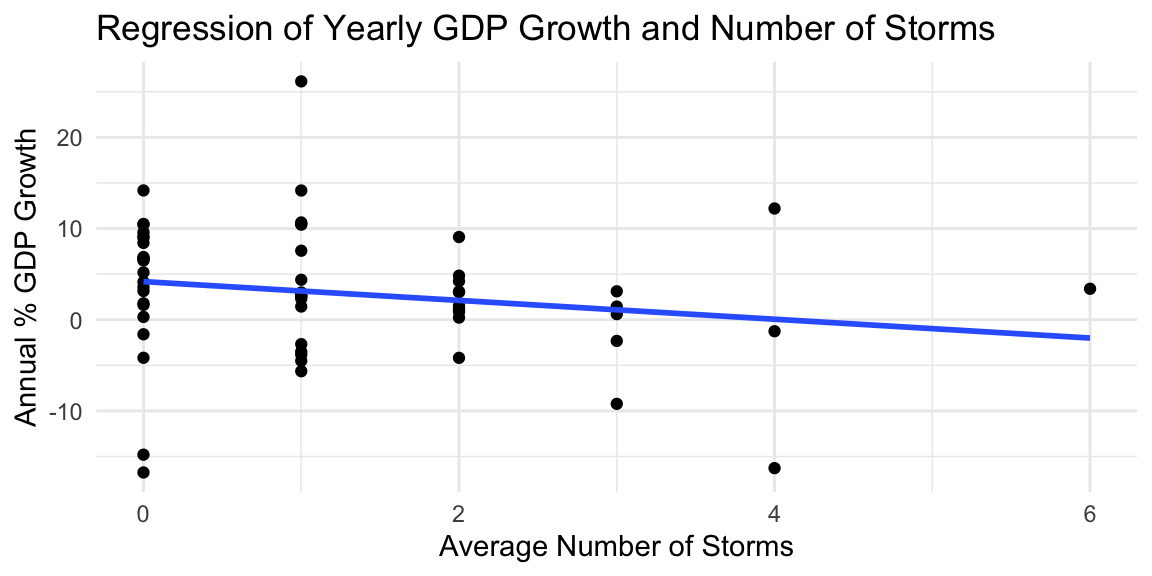 Regression of Yearly GDP Growth and Number of Storms
Annual % GDP Growth
20
10
0
-10
0 2 4 6
Average Number of Storms